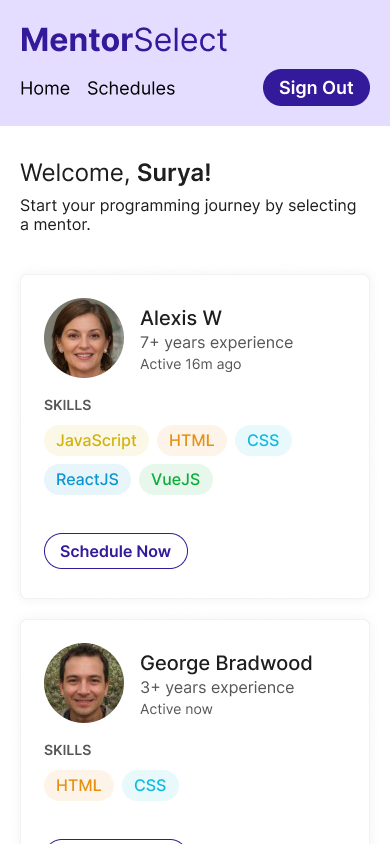 MentorSelect
Home Schedules Sign Out
Welcome, Surya!
Start your programming journey by selecting
a mentor.
Alexis W
7+ years experience
Active 16m ago
SKILLS
JavaScript HTML CSS
ReactJS VueJS
Schedule Now
George Bradwood
3+ years experience
Active now
SKILLS
HTML CSS